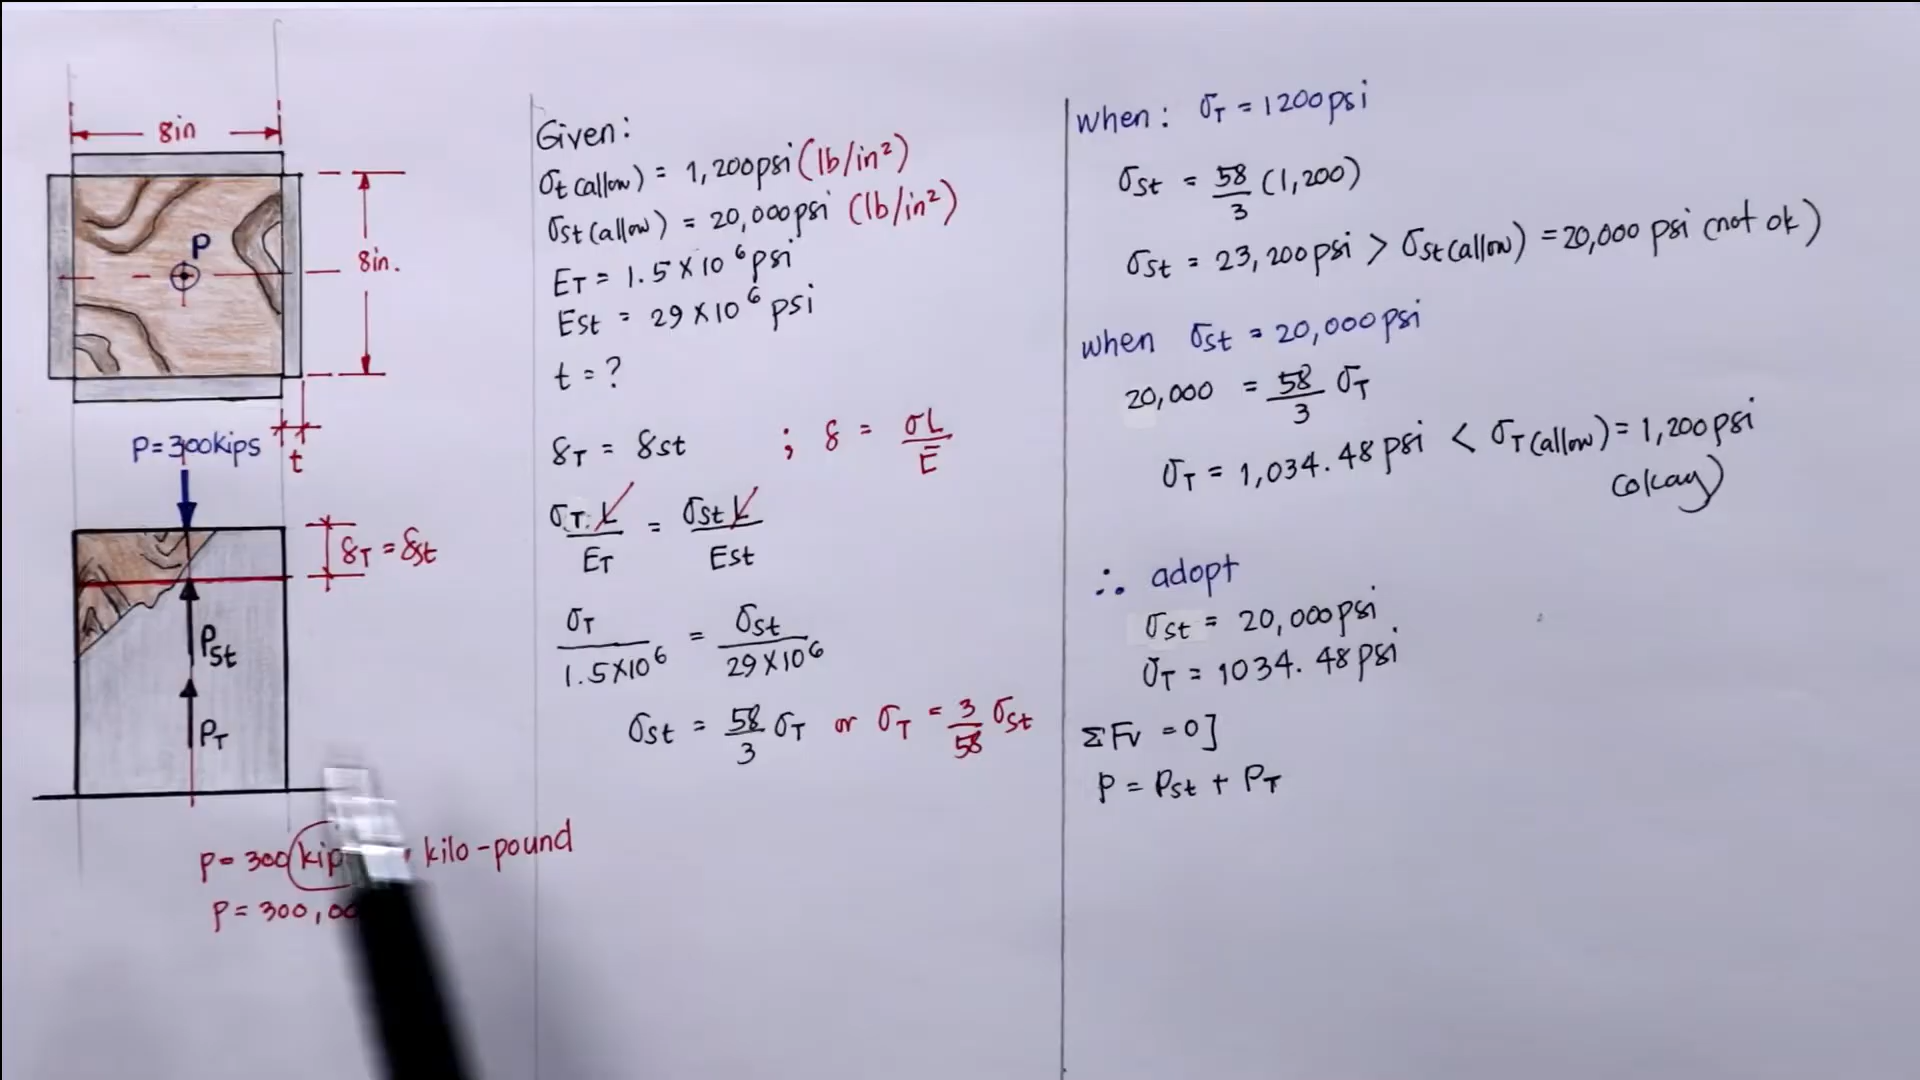 8in
P
8in.
P=300kips
t
δT = δst
Pst
PT
P= 300 kip kilo-pound
P= 300,00
Given:
σt(allow) = 1,200psi (lb/in²)
σst(allow) = 20,000psi (lb/in²)
ET = 1.5×10⁶psi
Est = 29×10⁶ psi
t = ?
δT = δst ; δ = σL/E
σT L/ET = σst L/Est
σT/1.5×10⁶ = σst/29×10⁶
σst = 58/3 σT or σT = 3/58 σst
when: σT = 1200psi
σst = 58/3 (1,200)
σst = 23,200psi > σst(allow) = 20,000 psi (not ok)
when σst = 20,000psi
20,000 = 58/3 σT
σT = 1,034.48psi < σT(allow) = 1,200psi
(okay)
∴ adopt
σst = 20,000psi
σT = 1034.48psi
ΣFv = 0]
P = Pst + PT